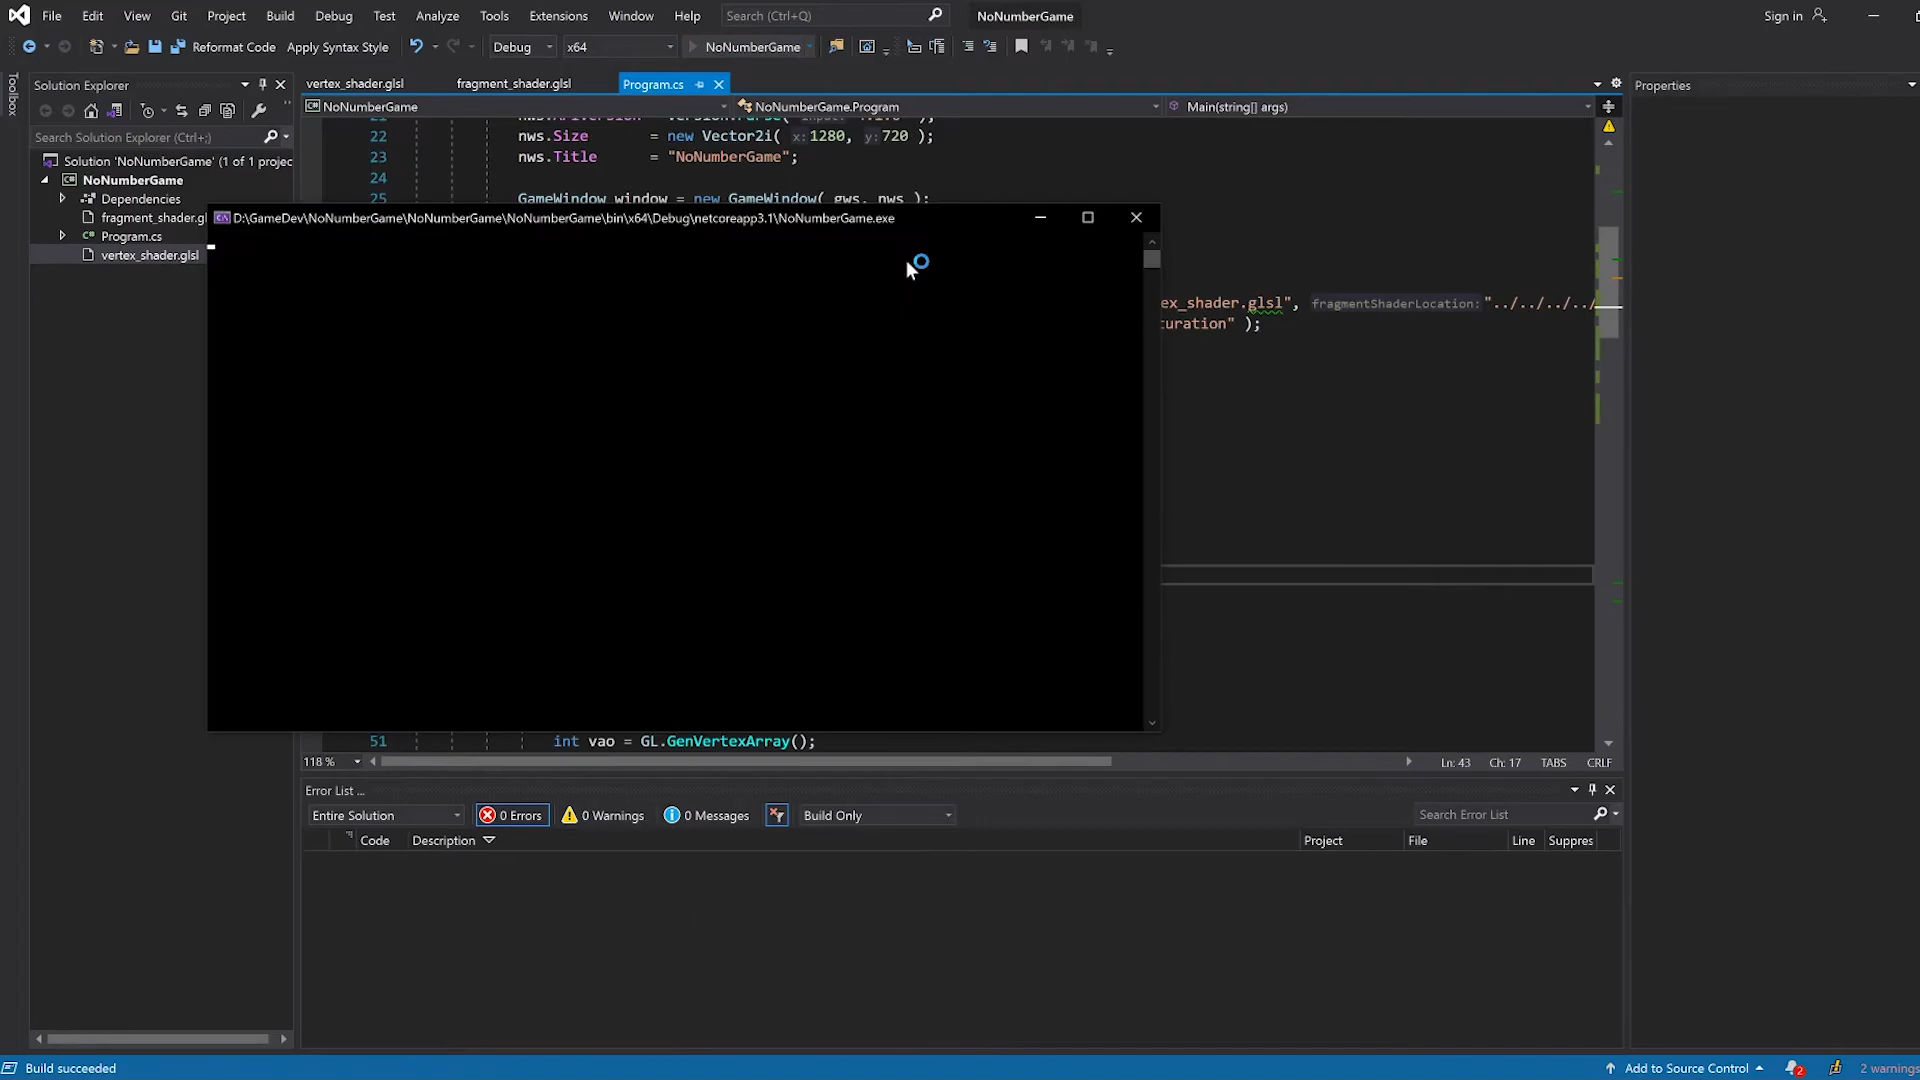 File Edit View Git Project Build Debug Test Analyze Tools Extensions Window Help Search (Ctrl+Q) NoNumberGame Sign in
Reformat Code Apply Syntax Style Debug x64 NoNumberGame
Toolbox
Solution Explorer
Search Solution Explorer (Ctrl+;)
Solution 'NoNumberGame' (1 of 1 projec
NoNumberGame
Dependencies
fragment_shader.gl
Program.cs
vertex_shader.glsl
vertex_shader.glsl fragment_shader.glsl Program.cs
NoNumberGame NoNumberGame.Program Main(string[] args)
22 nws.Size = new Vector2i( x: 1280, y: 720 );
23 nws.Title = "NoNumberGame";
24
25 GameWindow window = new GameWindow( gws, nws );
D:\GameDev\NoNumberGame\NoNumberGame\NoNumberGame\bin\x64\Debug\netcoreapp3.1\NoNumberGame.exe
ex_shader.glsl", fragmentShaderLocation: "../../../../
turation" );
51 int vao = GL.GenVertexArray();
118 % Ln: 43 Ch: 17 TABS CRLF
Error List ...
Entire Solution 0 Errors 0 Warnings 0 Messages Build Only Search Error List
Code Description Project File Line Suppres
Properties
Build succeeded Add to Source Control 2 2 warnings